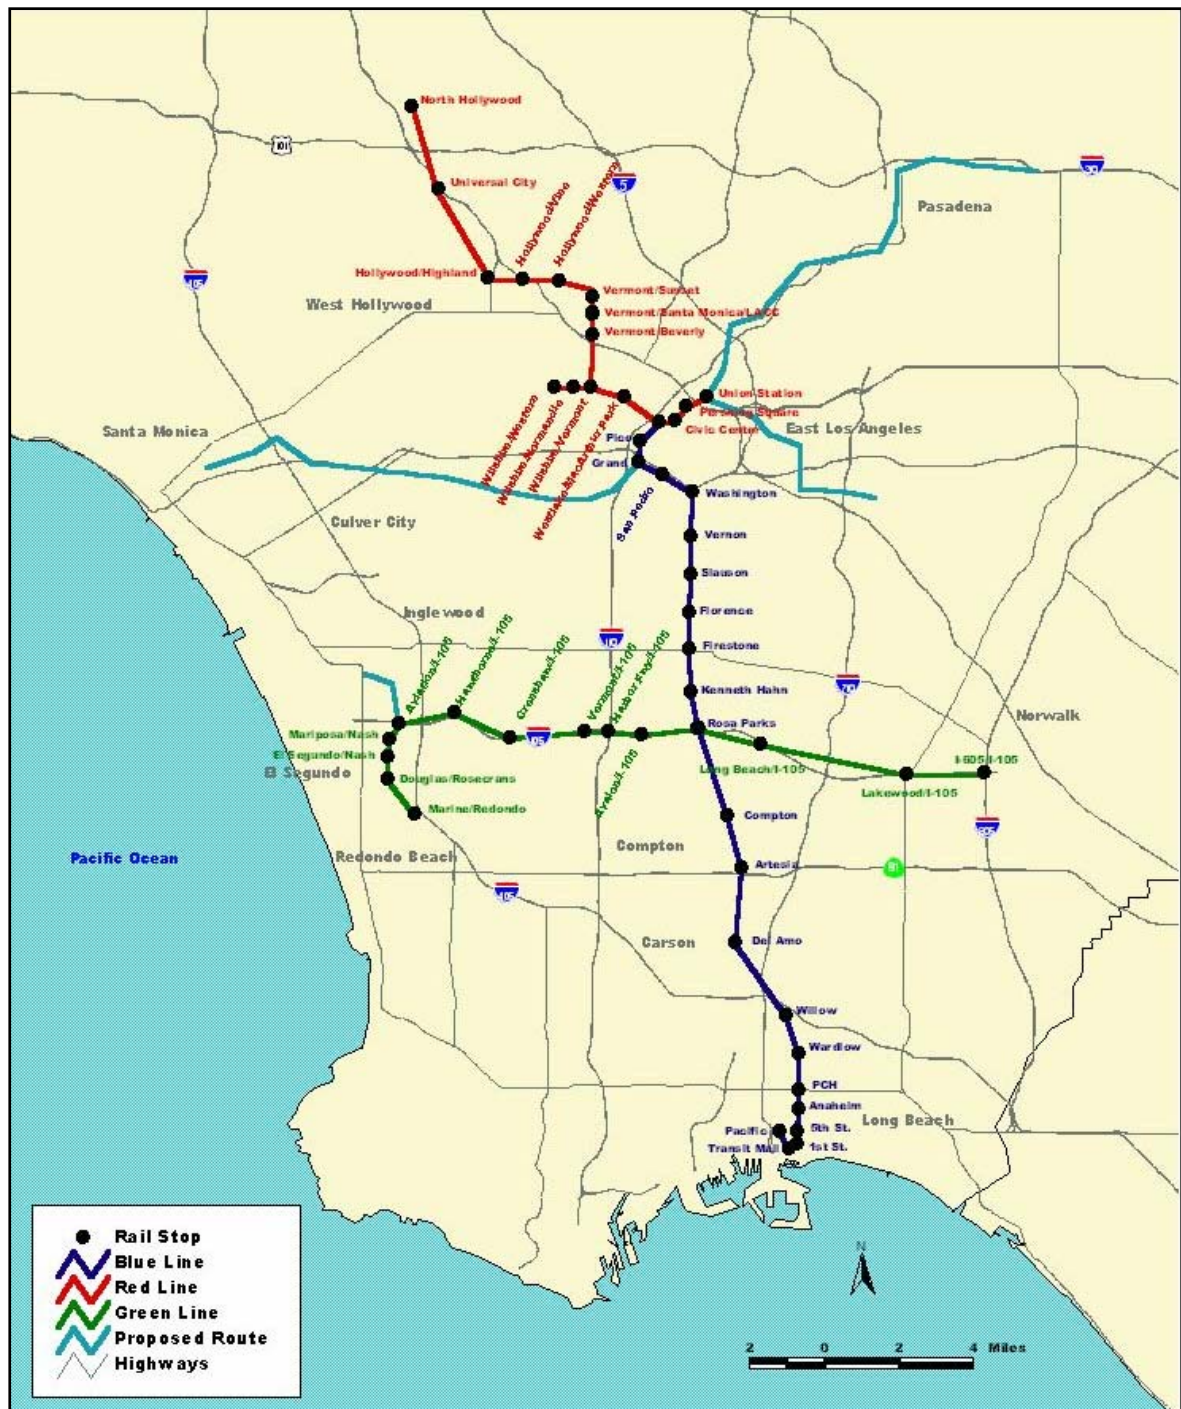 North Hollywood
101
Universal City
Hollywood/Vine
Hollywood/Western
5
Pasadena
Hollywood/Highland
405
West Hollywood
Vermont/Sunset
Vermont/Santa Monica/LACC
Vermont/Beverly
Union Station
Pershing Square
Civic Center
East Los Angeles
Santa Monica
Wilshire/Western
Wilshire/Normandie
Wilshire/Vermont
Westlake/MacArthur Park
Pico
Grand
San Pedro
Washington
Culver City
Vernon
Slauson
Florence
Inglewood
Firestone
Aviation/I-105
Hawthorne/I-105
Crenshaw/I-105
Vermont/I-105
Harbor Fwy/I-105
110
Kenneth Hahn
710
Norwalk
Rosa Parks
Mariposa/Nash
105
El Segundo/Nash
El Segundo
Douglas/Rosecrans
Avalon/I-105
Long Beach/I-105
I-605/I-105
Lakewood/I-105
Marine/Redondo
Compton
605
Compton
Pacific Ocean
Redondo Beach
Artesia
91
405
Carson
Del Amo
Willow
Wardlow
PCH
Anaheim
Long Beach
Pacific
5th St.
Transit Mall
1st St.
Rail Stop
Blue Line
Red Line
Green Line
Proposed Route
Highways
N
2 0 2 4 Miles